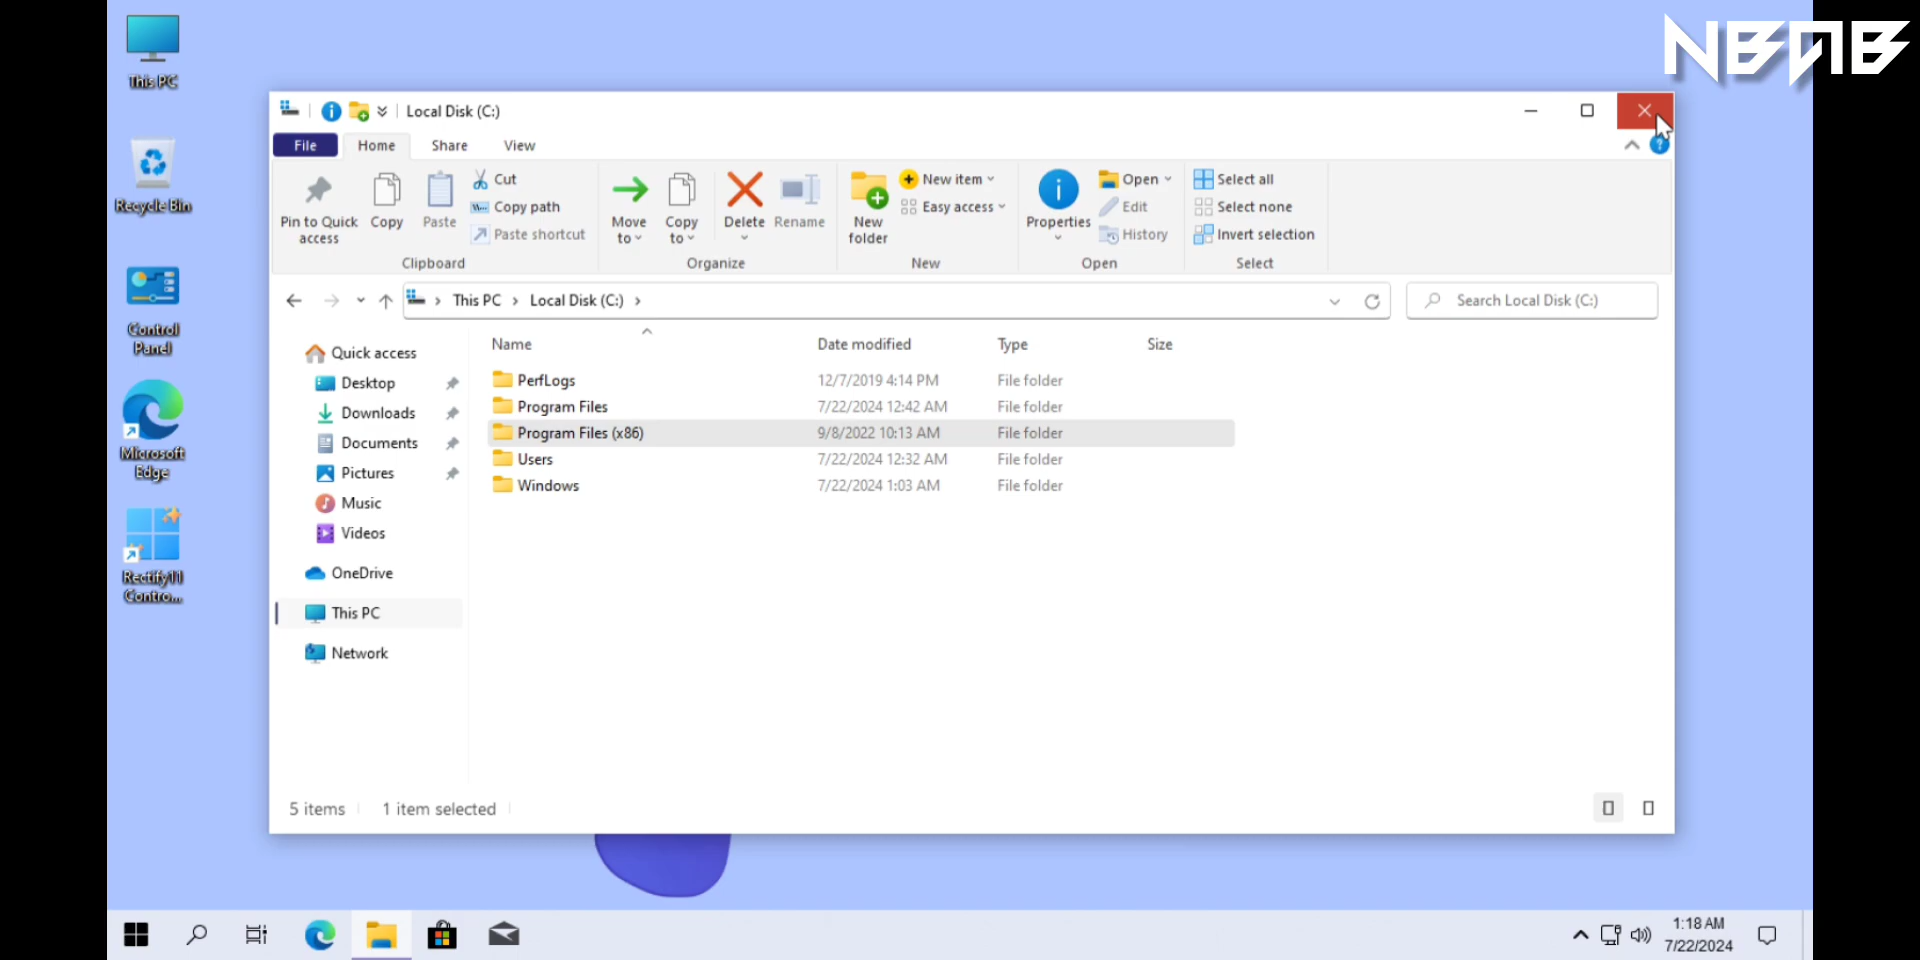 NBAB
This PC
Recycle Bin
Control
Panel
Microsoft
Edge
Rectify11
Contro...
Local Disk (C:)
File
Home
Share
View
Pin to Quick
access
Copy
Paste
Cut
Copy path
Paste shortcut
Clipboard
Move
to
Copy
to
Delete
Rename
Organize
New
folder
New item
Easy access
New
Properties
Open
Edit
History
Open
Select all
Select none
Invert selection
Select
This PC
Local Disk (C:)
Search Local Disk (C:)
Quick access
Desktop
Downloads
Documents
Pictures
Music
Videos
OneDrive
This PC
Network
Name Date modified Type Size
PerfLogs 12/7/2019 4:14 PM File folder
Program Files 7/22/2024 12:42 AM File folder
Program Files (x86) 9/8/2022 10:13 AM File folder
Users 7/22/2024 12:32 AM File folder
Windows 7/22/2024 1:03 AM File folder
5 items 1 item selected
1:18 AM
7/22/2024